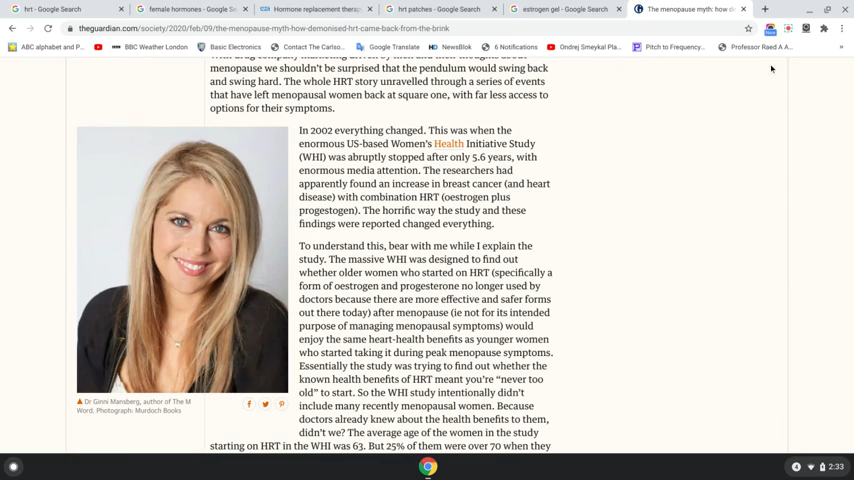 hrt - Google Search
female hormones - Google Se
Hormone replacement therap
hrt patches - Google Search
estrogen gel - Google Search
The menopause myth: how de
theguardian.com/society/2020/feb/09/the-menopause-myth-how-demonised-hrt-came-back-from-the-brink
New
ABC alphabet and p...
BBC Weather London
Basic Electronics
Contact The Carloo...
Google Translate
NewsBlok
6 Notifications
Ondrej Smeykal Pla...
Pitch to Frequency...
Professor Reed A A...
»
menopause we shouldn't be surprised that the pendulum would swing back
and swing hard. The whole HRT story unravelled through a series of events
that have left menopausal women back at square one, with far less access to
options for their symptoms.
In 2002 everything changed. This was when the
enormous US-based Women's Health Initiative Study
(WHI) was abruptly stopped after only 5.6 years, with
enormous media attention. The researchers had
apparently found an increase in breast cancer (and heart
disease) with combination HRT (oestrogen plus
progestogen). The horrific way the study and these
findings were reported changed everything.
To understand this, bear with me while I explain the
study. The massive WHI was designed to find out
whether older women who started on HRT (specifically a
form of oestrogen and progesterone no longer used by
doctors because there are more effective and safer forms
out there today) after menopause (ie not for its intended
purpose of managing menopausal symptoms) would
enjoy the same heart-health benefits as younger women
who started taking it during peak menopause symptoms.
Essentially the study was trying to find out whether the
known health benefits of HRT meant you're "never too
old" to start. So the WHI study intentionally didn't
include many recently menopausal women. Because
doctors already knew about the health benefits to them,
didn't we? The average age of the women in the study
starting on HRT in the WHI was 63. But 25% of them were over 70 when they
Dr Ginni Mansberg, author of The M
Word. Photograph: Murdoch Books
4
2:33